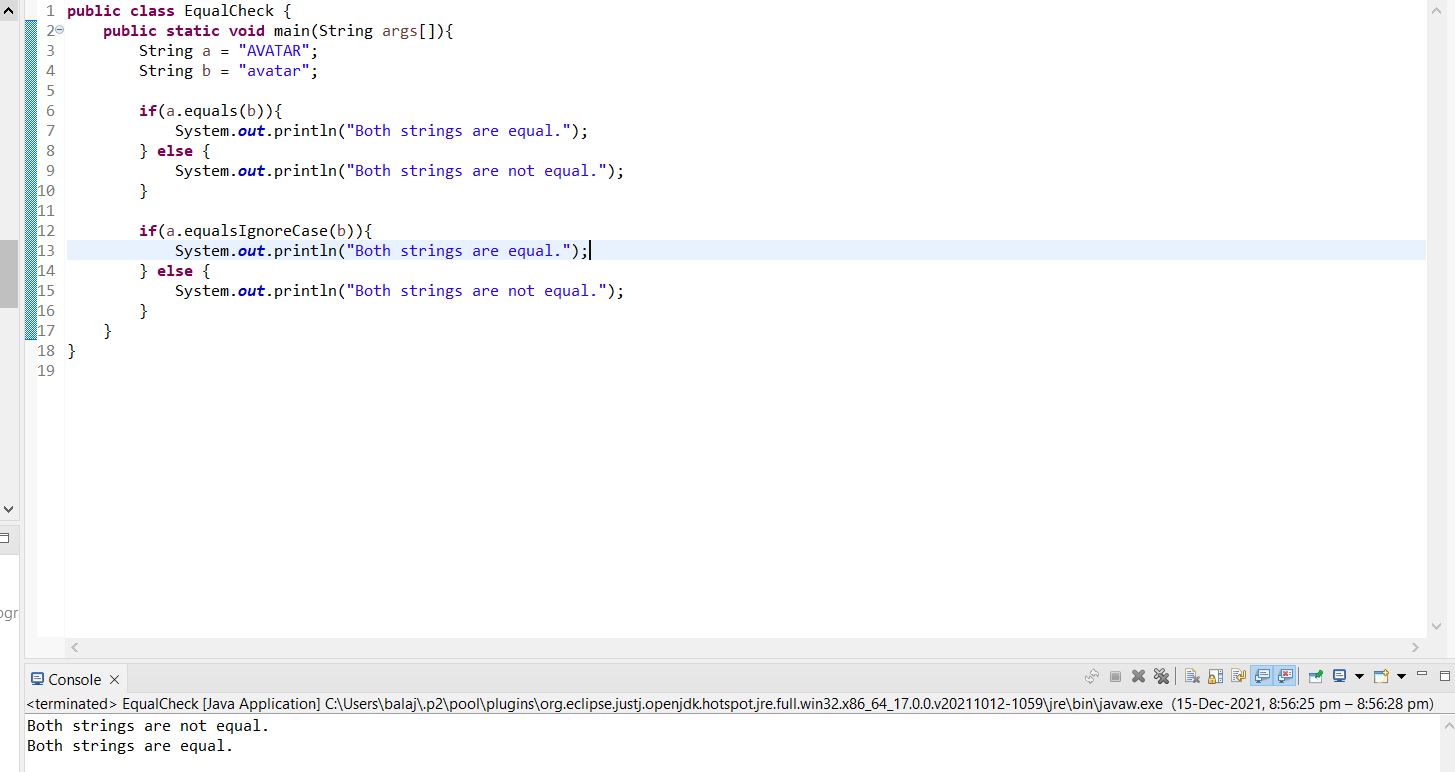 1 public class EqualCheck {
2 public static void main(String args[]){
3 String a = "AVATAR";
4 String b = "avatar";
5
6 if(a.equals(b)){
7 System.out.println("Both strings are equal.");
8 } else {
9 System.out.println("Both strings are not equal.");
10 }
11
12 if(a.equalsIgnoreCase(b)){
13 System.out.println("Both strings are equal.");
14 } else {
15 System.out.println("Both strings are not equal.");
16 }
17 }
18 }
19
ogr
Console
<terminated> EqualCheck [Java Application] C:\Users\balaj\.p2\pool\plugins\org.eclipse.justj.openjdk.hotspot.jre.full.win32.x86_64_17.0.0.v20211012-1059\jre\bin\javaw.exe (15-Dec-2021, 8:56:25 pm – 8:56:28 pm)
Both strings are not equal.
Both strings are equal.